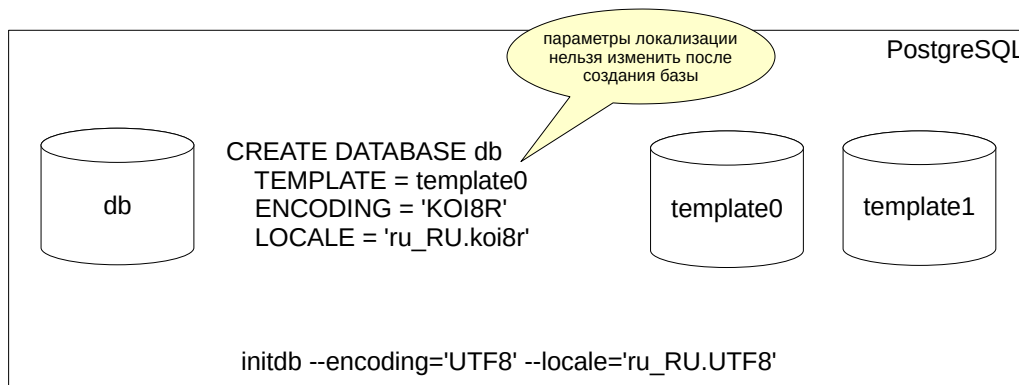 параметры локализации
нельзя изменить после
создания базы
PostgreSQL
db
CREATE DATABASE db
TEMPLATE = template0
ENCODING = 'KOI8R'
LOCALE = 'ru_RU.koi8r'
template0
template1
initdb --encoding='UTF8' --locale='ru_RU.UTF8'